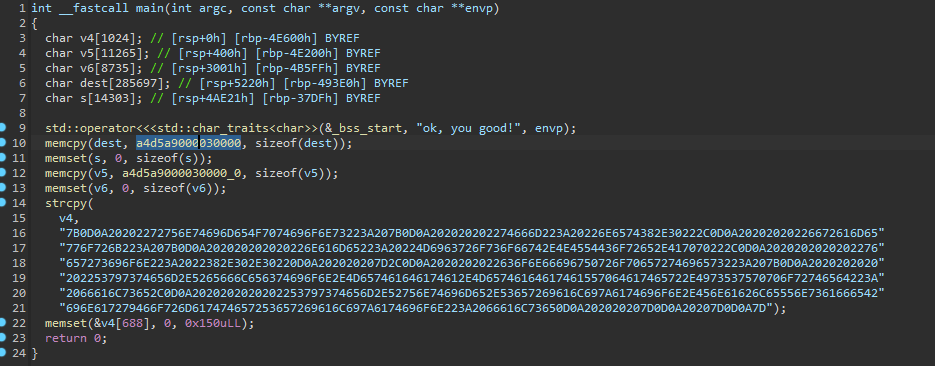 1 int __fastcall main(int argc, const char **argv, const char **envp)
2 {
3 char v4[1024]; // [rsp+0h] [rbp-4E600h] BYREF
4 char v5[11265]; // [rsp+400h] [rbp-4E200h] BYREF
5 char v6[8735]; // [rsp+3001h] [rbp-4B5FFh] BYREF
6 char dest[285697]; // [rsp+5220h] [rbp-493E0h] BYREF
7 char s[14303]; // [rsp+4AE21h] [rbp-37DFh] BYREF
8
9 std::operator<<<std::char_traits<char>>(&_bss_start, "ok, you good!", envp);
10 memcpy(dest, a4d5a9000030000, sizeof(dest));
11 memset(s, 0, sizeof(s));
12 memcpy(v5, a4d5a9000030000_0, sizeof(v5));
13 memset(v6, 0, sizeof(v6));
14 strcpy(
15 v4,
16 "7B0D0A20202272756E74696D654F7074696F6E73223A207B0D0A202020202274666D223A20226E6574382E30222C0D0A20202020226672616D65"
17 "776F726B223A207B0D0A202020202020226E616D65223A20224D6963726F736F66742E4E4554436F72652E417070222C0D0A2020202020202276"
18 "657273696F6E223A2022382E302E30220D0A202020207D2C0D0A2020202022636F6E66696750726F70657274696573223A207B0D0A2020202020"
19 "202253797374656D2E5265666C656374696F6E2E4D657461646174612E4D65746164617461557064617465722E4973537570706F72746564223A"
20 "2066616C73652C0D0A2020202020202253797374656D2E52756E74696D652E53657269616C697A6174696F6E2E456E61626C65556E7361666542"
21 "696E617279466F726D617474657253657269616C697A6174696F6E223A2066616C73650D0A202020207D0D0A20207D0D0A7D");
22 memset(&v4[688], 0, 0x150uLL);
23 return 0;
24 }